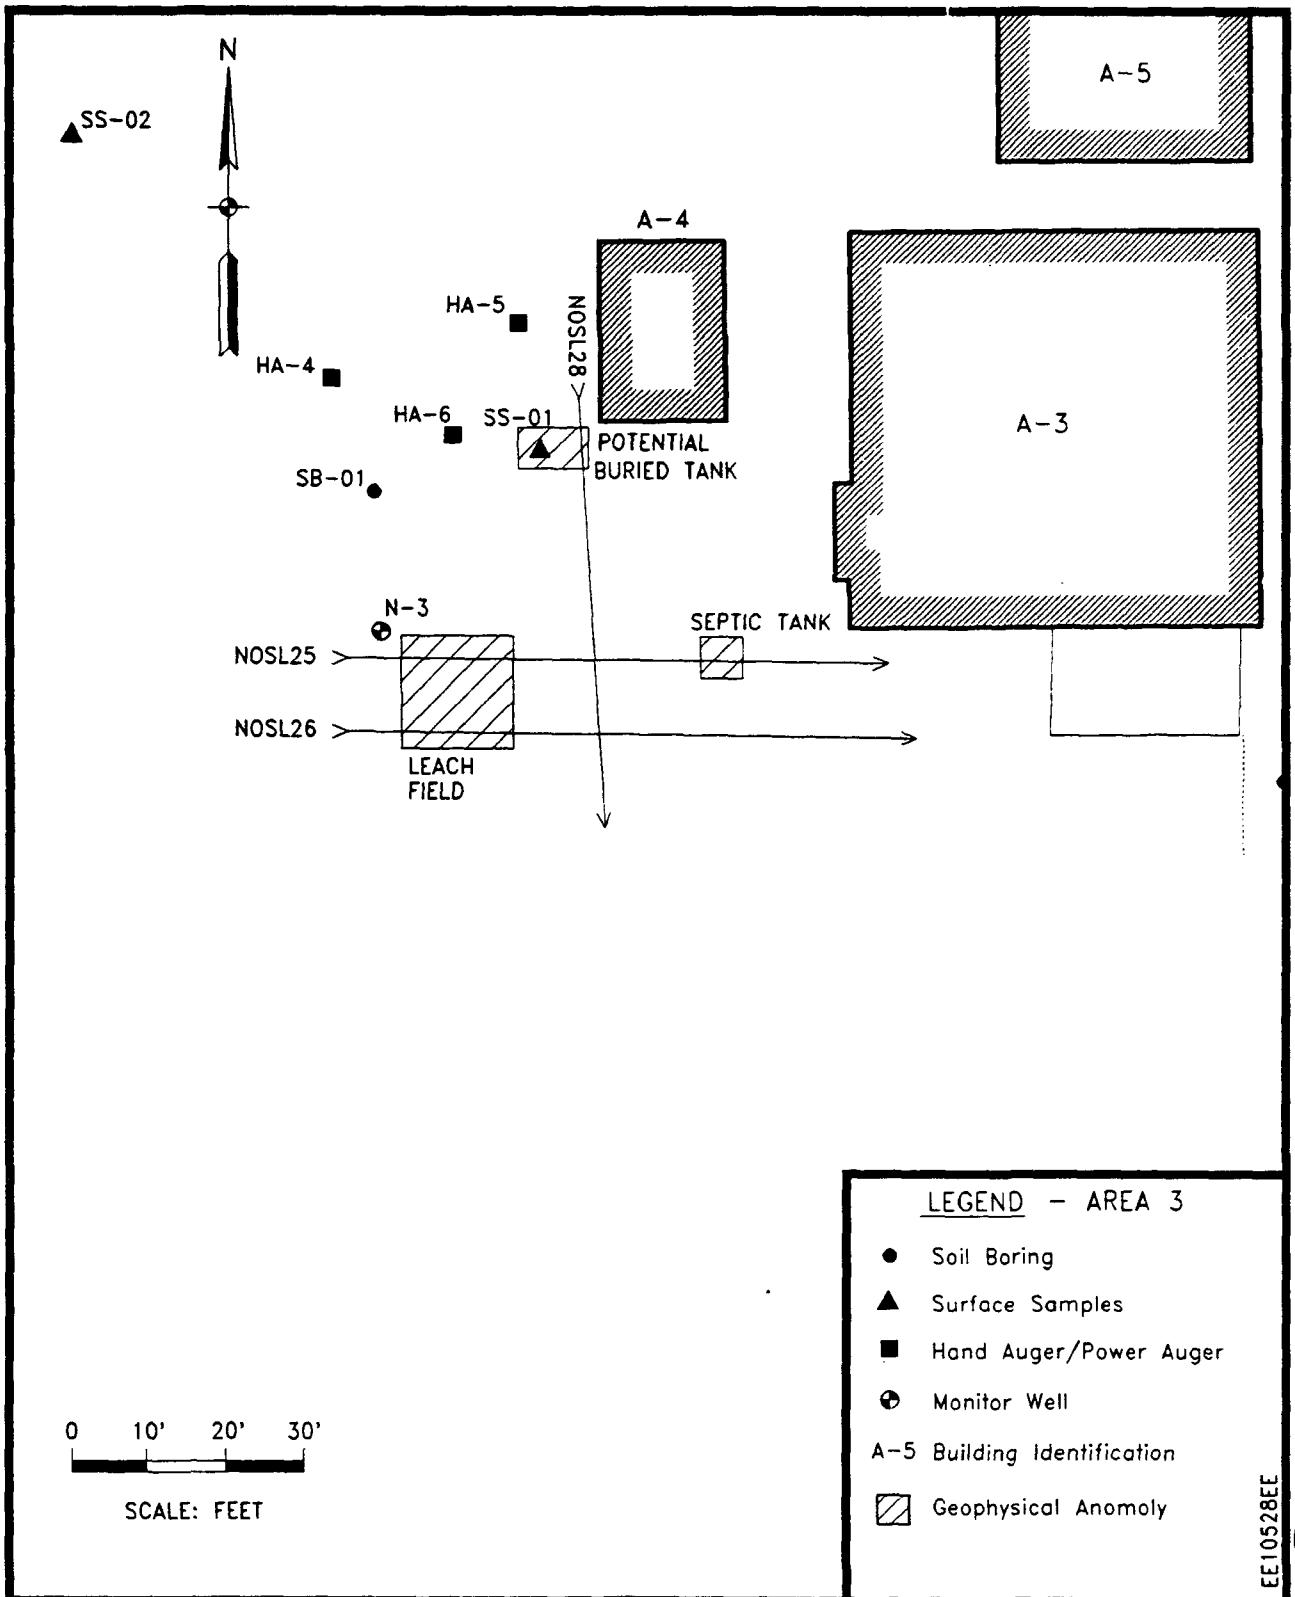 N
A-5
SS-02
A-4
HA-5
NOSL28
HA-4
A-3
HA-6
SS-01
POTENTIAL
BURIED TANK
SB-01
N-3
SEPTIC TANK
NOSL25
NOSL26
LEACH
FIELD
LEGEND - AREA 3
Soil Boring
Surface Samples
Hand Auger/Power Auger
Monitor Well
A-5 Building Identification
Geophysical Anomoly
0 10' 20' 30'
SCALE: FEET
EE10528EE